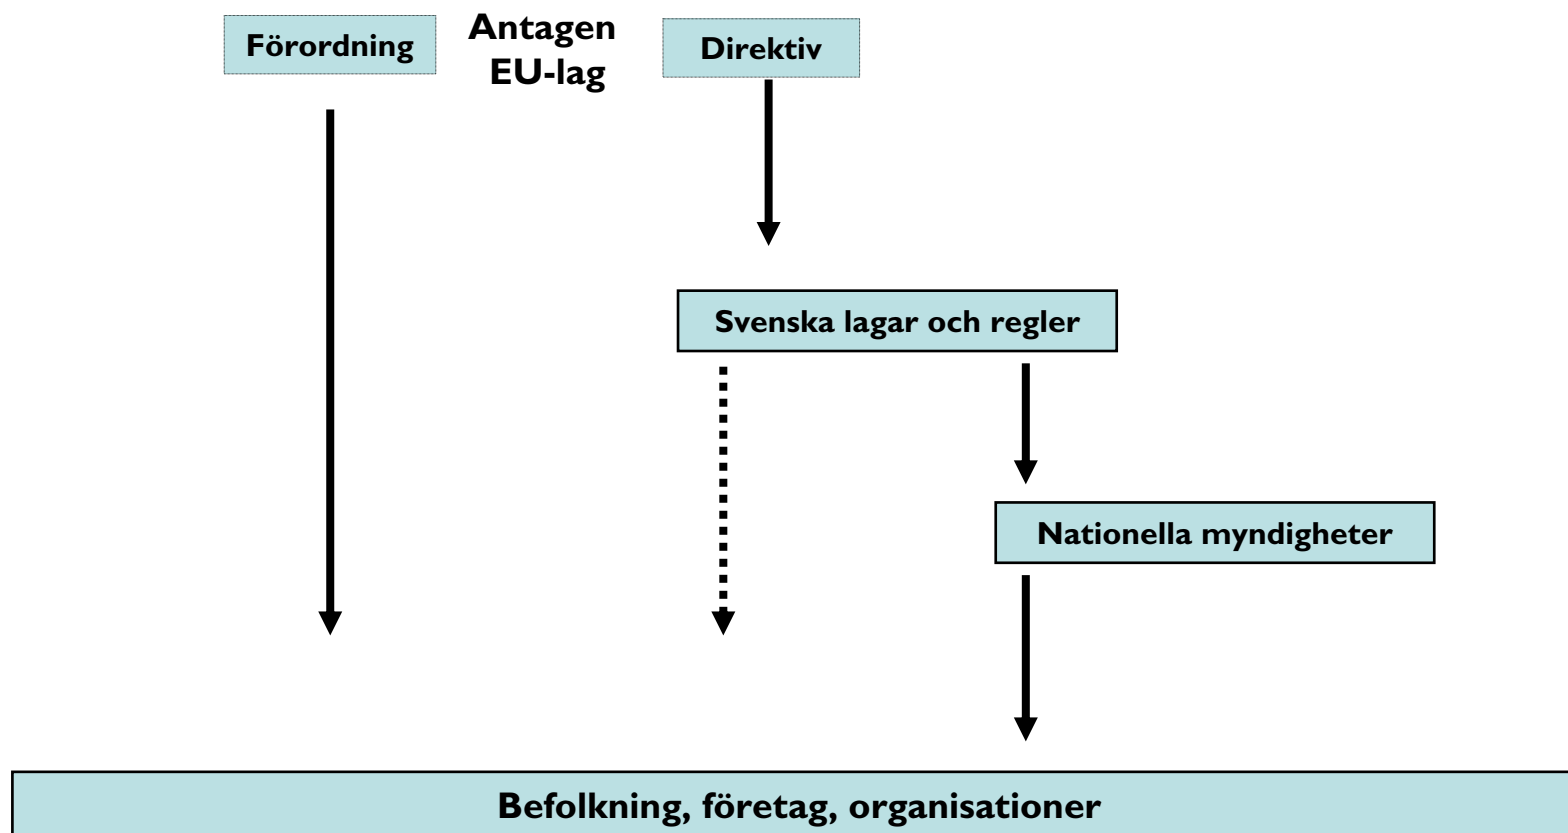 Förordning
Antagen
EU-lag
Direktiv
Svenska lagar och regler
Nationella myndigheter
Befolkning, företag, organisationer